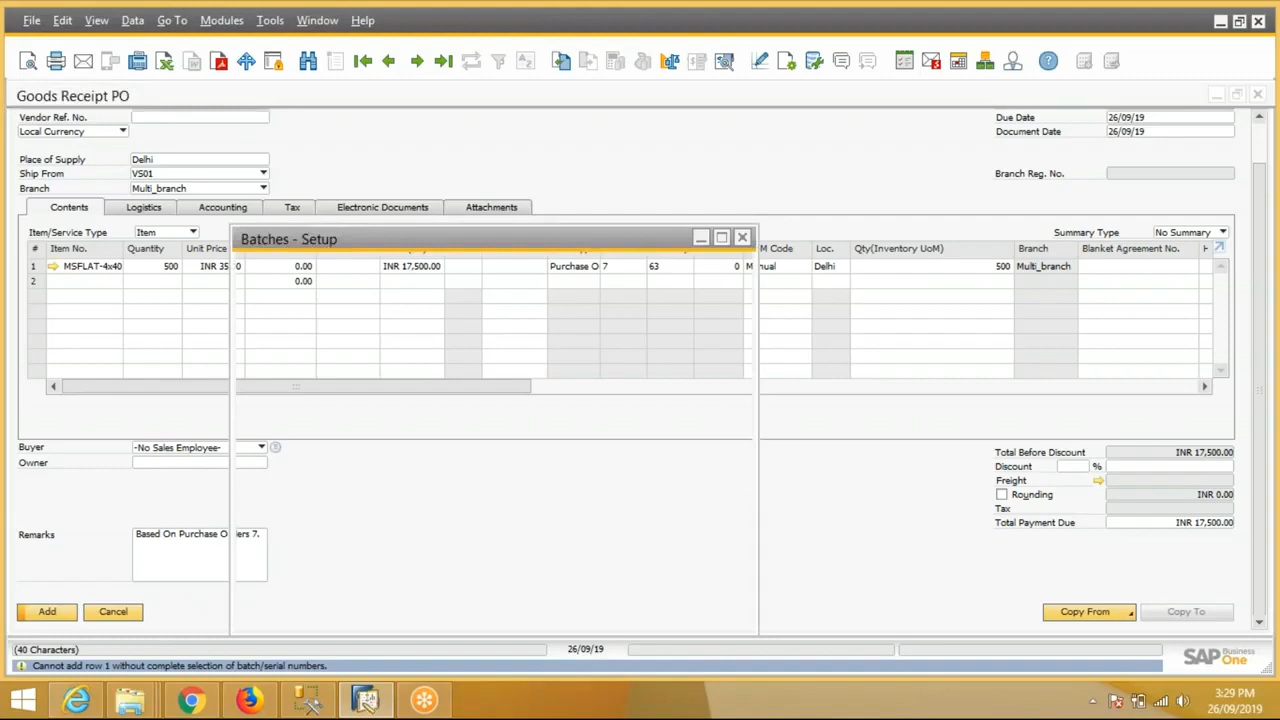 File Edit View Data Go To Modules Tools Window Help
Goods Receipt PO
Vendor Ref. No.
Local Currency
Due Date 26/09/19
Document Date 26/09/19
Place of Supply Delhi
Ship From VS01
Branch Multi_branch
Branch Reg. No.
Contents Logistics Accounting Tax Electronic Documents Attachments
Item/Service Type Item
Summary Type No Summary
Batches - Setup
# Item No. Quantity Unit Price M Code Loc. Qty(Inventory UoM) Branch Blanket Agreement No. H
1 MSFLAT-4x40 500 INR 35 0 0.00 INR 17,500.00 Purchase O 7 63 0 M nual Delhi 500 Multi_branch
2 0.00
Buyer -No Sales Employee-
Owner
Total Before Discount INR 17,500.00
Discount %
Freight
Rounding INR 0.00
Tax
Total Payment Due INR 17,500.00
Remarks Based On Purchase O ders 7.
Add Cancel
Copy From Copy To
(40 Characters) 26/09/19
Cannot add row 1 without complete selection of batch/serial numbers.
SAP Business One
3:29 PM
26/09/2019